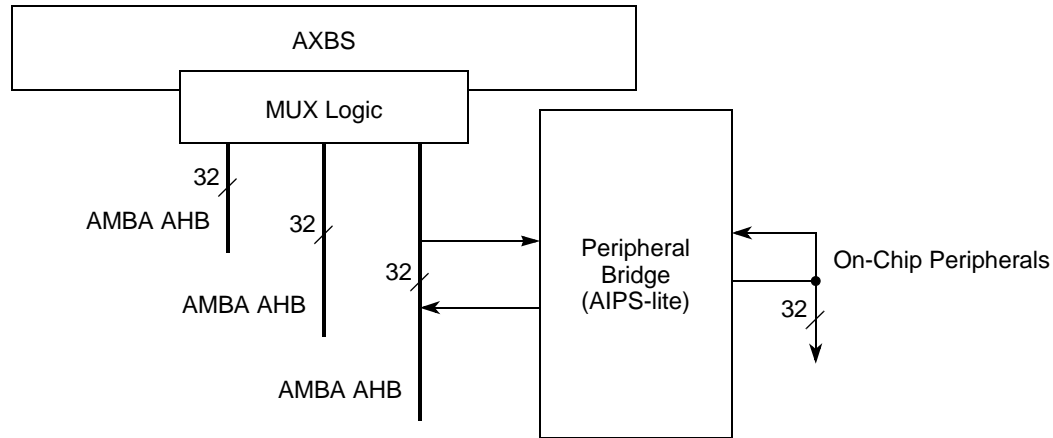 AXBS
MUX Logic
32
AMBA AHB
32
AMBA AHB
32
AMBA AHB
Peripheral
Bridge
(AIPS-lite)
On-Chip Peripherals
32